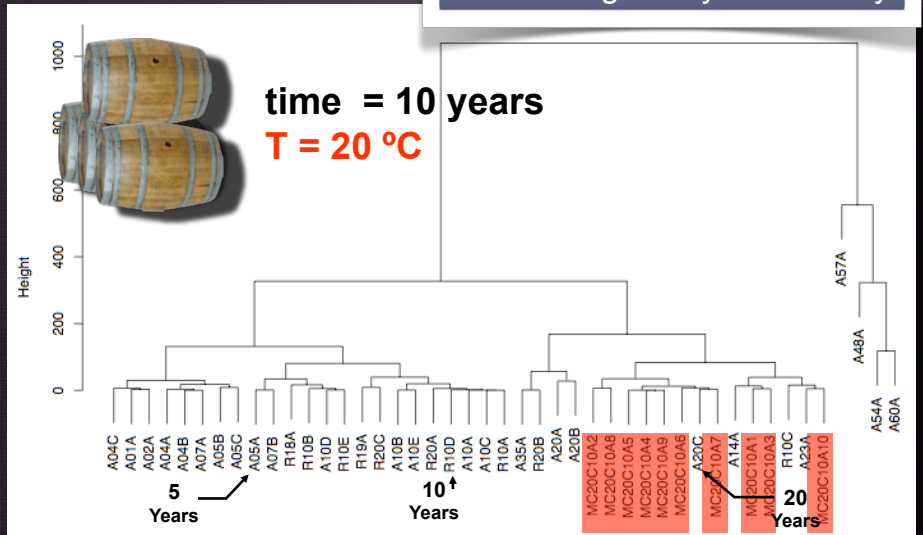 time = 10 years
T = 20 ºC
Height
1000
800
600
400
200
0
A57A
A48A
A54A
A60A
A04C
A01A
A02A
A04A
A04B
A07A
A05B
A05C
A05A
A07B
R18A
R10B
A10D
R10E
R19A
R20C
A10B
A10E
R20A
R10D
A10A
A10C
R10A
A35A
R20B
A20A
A20B
MC20C10A2
MC20C10A8
MC20C10A5
MC20C10A4
MC20C10A9
MC20C10A6
A20C
MC20C10A7
A14A
MC20C10A1
MC20C10A3
R10C
A23A
MC20C10A10
5
Years
10
Years
20
Years